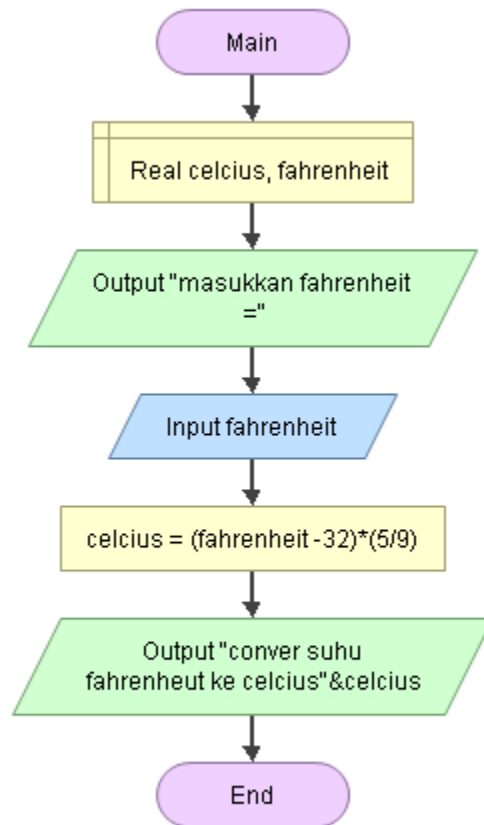 Main
Real celcius, fahrenheit
Output "masukkan fahrenheit
="
Input fahrenheit
celcius = (fahrenheit -32)*(5/9)
Output "conver suhu
fahrenheut ke celcius"&celcius
End